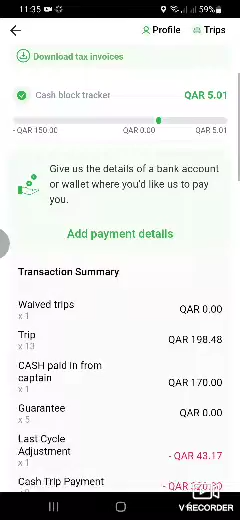 11:35 59%
Profile Trips
Download tax invoices
Cash block tracker QAR 5.01
- QAR 150.00 QAR 0.00 QAR 5.01
Give us the details of a bank account
or wallet where you'd like us to pay
you.
Add payment details
Transaction Summary
Waived trips
x 1
QAR 0.00
Trip
x 13
QAR 198.48
CASH paid in from
captain
x 1
QAR 170.00
Guarantee
x 5
QAR 0.00
Last Cycle
Adjustment
x 1
- QAR 43.17
Cash Trip Payment
- QAR
V RECORDER